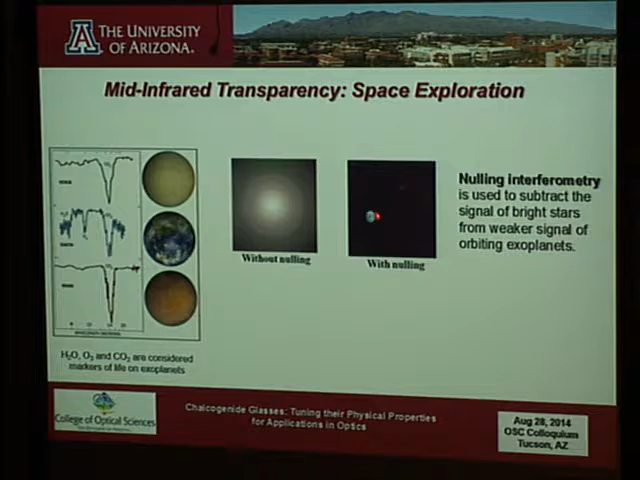 THE UNIVERSITY
OF ARIZONA.
Mid-Infrared Transparency: Space Exploration
Nulling interferometry
is used to subtract the
signal of bright stars
from weaker signal of
orbiting exoplanets.
Without nulling
With nulling
H₂O, O₃ and CO₂ are considered
markers of life on exoplanets
College of Optical Sciences
Chalcogenide Glasses: Tuning their Physical Properties
for Applications in Optics
Aug 28, 2014
OSC Colloquium
Tucson, AZ